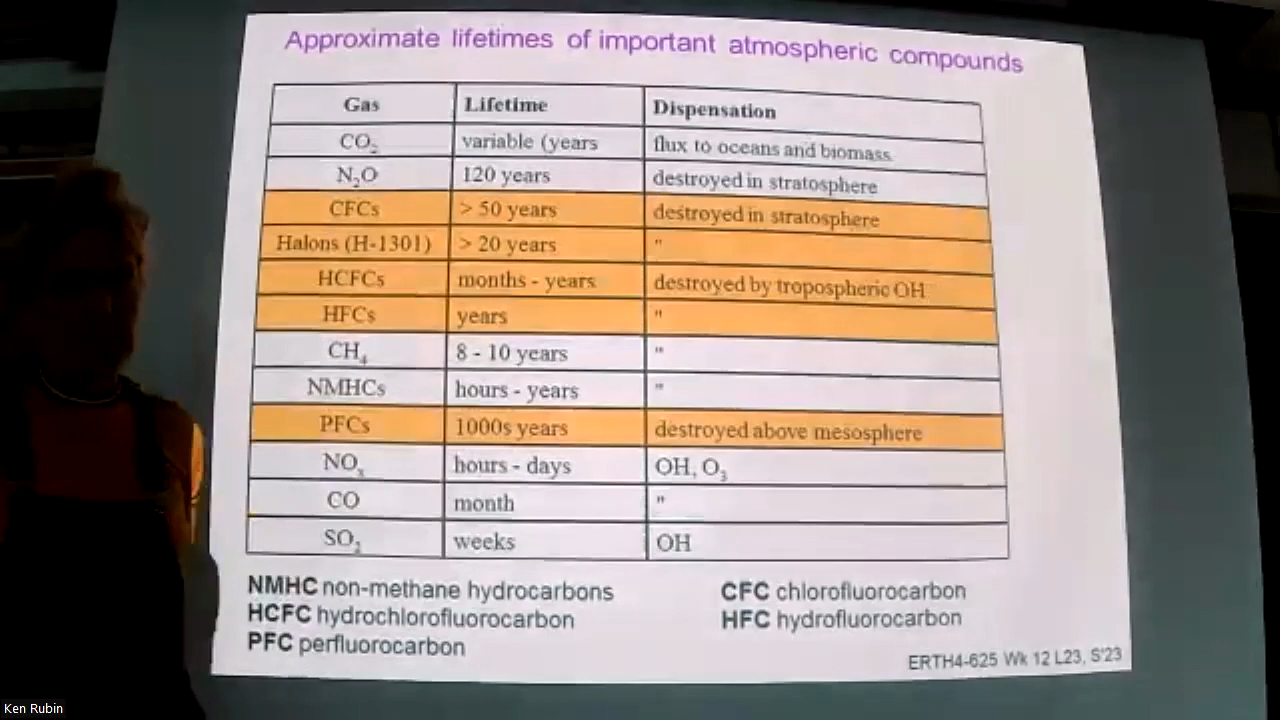 Approximate lifetimes of important atmospheric compounds
Gas Lifetime Dispensation
CO₂ variable (years flux to oceans and biomass
N₂O 120 years destroyed in stratosphere
CFCs > 50 years destroyed in stratosphere
Halons (H-1301) > 20 years "
HCFCs months - years destroyed by tropospheric OH
HFCs years "
CH₄ 8 - 10 years "
NMHCs hours - years "
PFCs 1000s years destroyed above mesosphere
NOₓ hours - days OH, O₃
CO month "
SO₂ weeks OH
NMHC non-methane hydrocarbons CFC chlorofluorocarbon
HCFC hydrochlorofluorocarbon HFC hydrofluorocarbon
PFC perfluorocarbon
ERTH4-625 Wk 12 L23, S'23
Ken Rubin